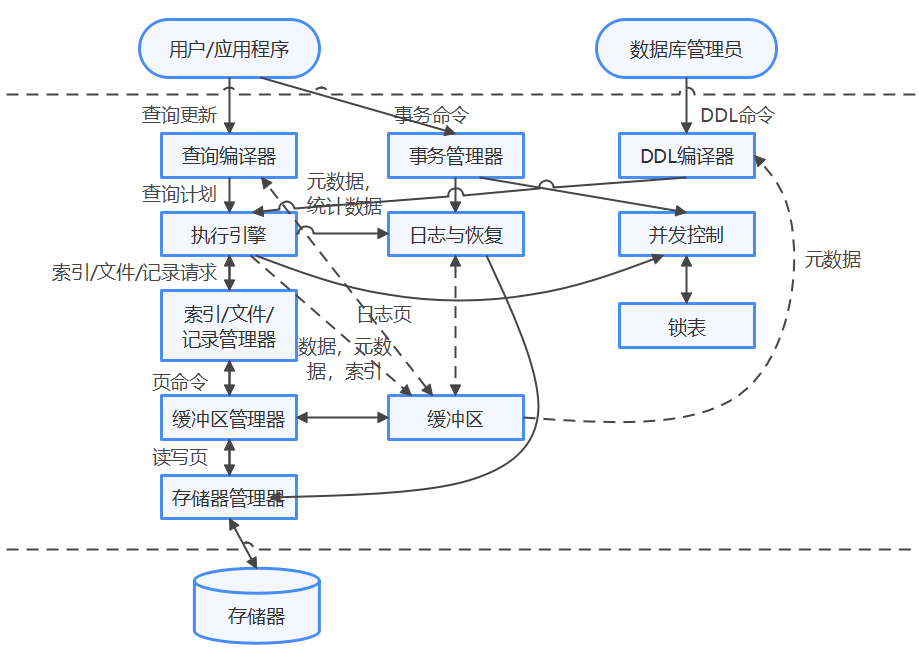 用户/应用程序
数据库管理员
查询更新
事务命令
DDL命令
查询编译器
事务管理器
DDL编译器
查询计划
元数据，
统计数据
执行引擎
日志与恢复
并发控制
元数据
索引/文件/记录请求
索引/文件/
记录管理器
日志页
锁表
数据，元数
据，索引
页命令
缓冲区管理器
缓冲区
读写页
存储器管理器
存储器